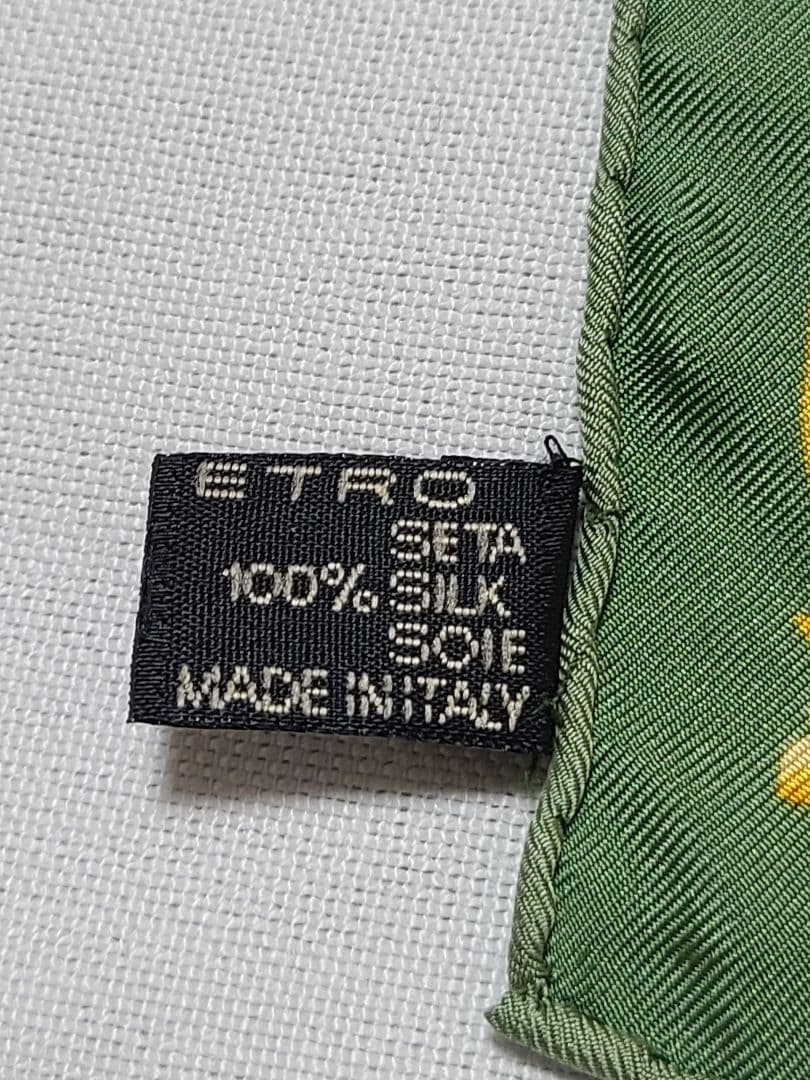 ETRO
SETA
100% SILK
SOIE
MADE IN ITALY